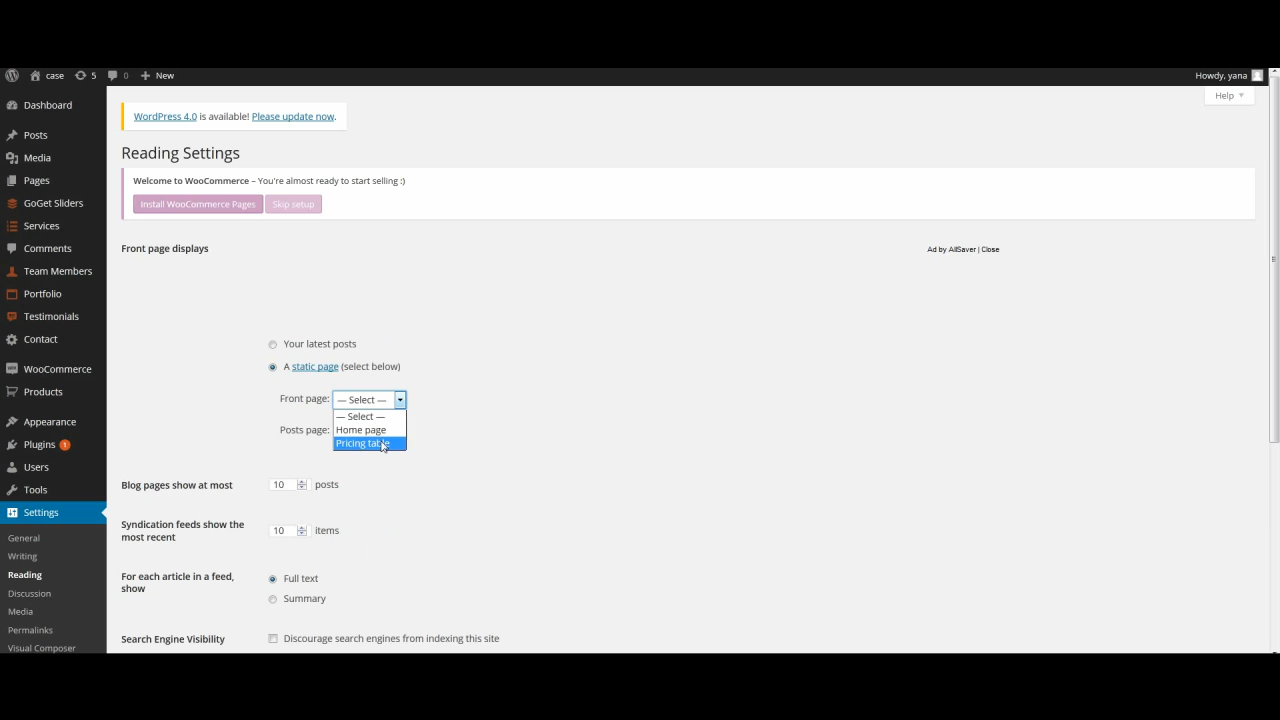 case 5 0 New Howdy, yana
Help
Dashboard
Posts
Media
Pages
GoGet Sliders
Services
Comments
Team Members
Portfolio
Testimonials
Contact
WooCommerce
Products
Appearance
Plugins 1
Users
Tools
Settings
General
Writing
Reading
Discussion
Media
Permalinks
Visual Composer
WordPress 4.0 is available! Please update now.
Reading Settings
Welcome to WooCommerce – You're almost ready to start selling :)
Install WooCommerce Pages Skip setup
Front page displays
Ad by AllSaver | Close
Your latest posts
A static page (select below)
Front page: — Select —
— Select —
Home page
Pricing table
Posts page:
Blog pages show at most 10 posts
Syndication feeds show the
most recent
10 items
For each article in a feed,
show
Full text
Summary
Search Engine Visibility Discourage search engines from indexing this site